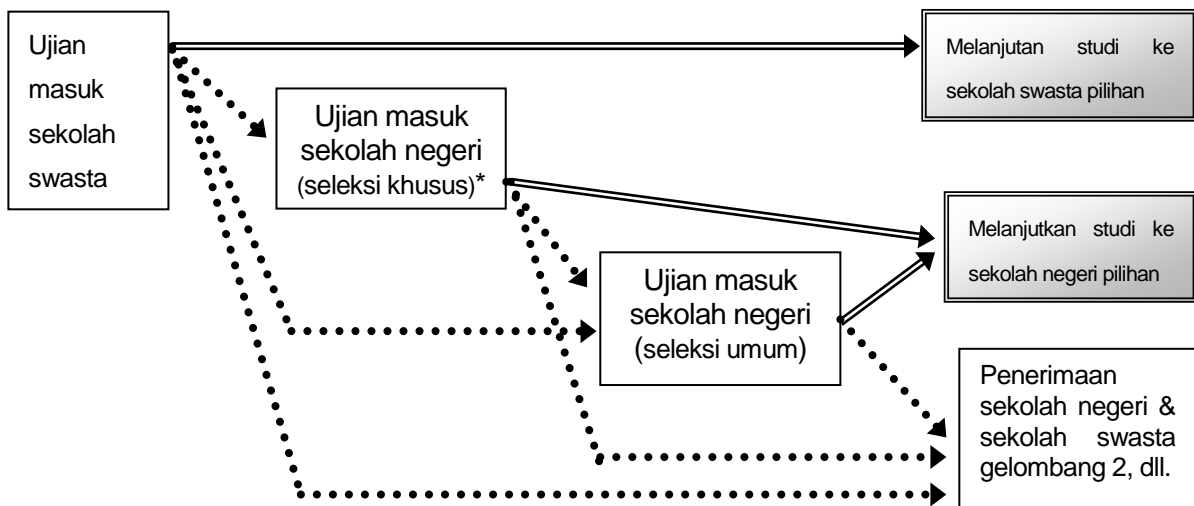 Ujian
masuk
sekolah
swasta
Melanjutan studi ke
sekolah swasta pilihan
Ujian masuk
sekolah negeri
(seleksi khusus)*
Melanjutkan studi ke
sekolah negeri pilihan
Ujian masuk
sekolah negeri
(seleksi umum)
Penerimaan
sekolah negeri &
sekolah swasta
gelombang 2, dll.